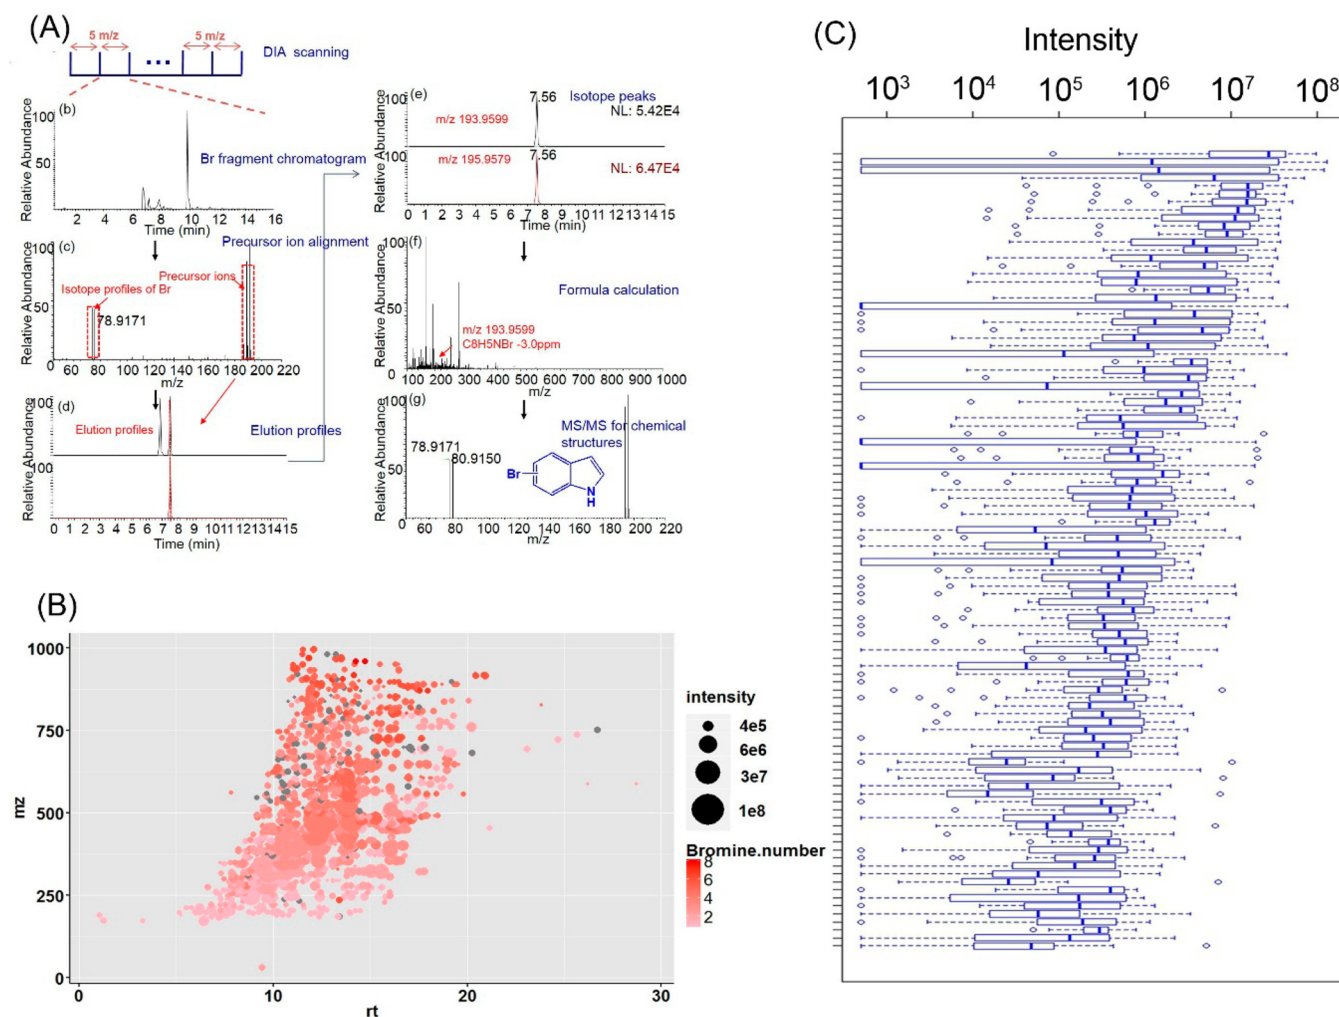 (A)
5 m/z
5 m/z
DIA scanning
(b)
Relative Abundance
100
50
Br fragment chromatogram
2 4 6 8 10 12 14 16
Time (min)
(c)
Precursor ion alignment
Relative Abundance
100
50
0
Isotope profiles of Br
Precursor ions
78.9171
40 60 80 100 120 140 160 180 200 220
m/z
(d)
Relative Abundance
100
100
0
Elution profiles
Elution profiles
0 1 2 3 4 5 6 7 8 9 10 11 12 13 14 15
Time (min)
(e)
Relative Abundance
100
100
0
7.56
Isotope peaks
NL: 5.42E4
m/z 193.9599
m/z 195.9579
7.56
NL: 6.47E4
0 1 2 3 4 5 6 7 8 9 10 11 12 13 14 15
Time (min)
(f)
Relative Abundance
100
50
0
Formula calculation
m/z 193.9599
C8H5NBr -3.0ppm
100 200 300 400 500 600 700 800 900 1000
m/z
(g)
Relative Abundance
100
50
0
MS/MS for chemical
structures
78.9171
80.9150
Br
N
H
60 80 100 120 140 160 180 200 220
m/z
(B)
mz
1000
750
500
250
0
0 10 20 30
rt
intensity
4e5
6e6
3e7
1e8
Bromine.number
8
6
4
2
(C)
Intensity
10³ 10⁴ 10⁵ 10⁶ 10⁷ 10⁸